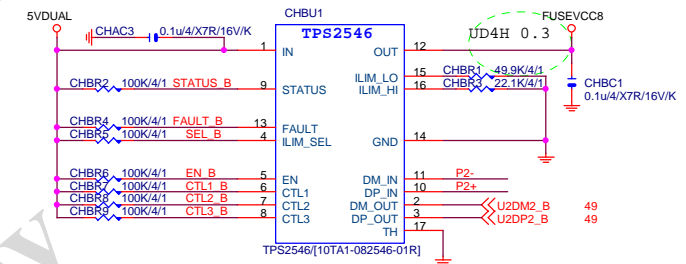 5VDUAL
CHAC3 0.1u/4/X7R/16V/K
CHBU1
TPS2546
UD4H 0.3
FUSEVCC8
1 IN OUT 12
CHBR2 100K/4/1 STATUS_B 9 STATUS
ILIM_LO 15 CHBR1 49.9K/4/1
ILIM_HI 16 CHBR3 22.1K/4/1
CHBC1
0.1u/4/X7R/16V/K
CHBR4 100K/4/1 FAULT_B 13 FAULT
CHBR5 100K/4/1 SEL_B 4 ILIM_SEL
GND 14
CHBR6 100K/4/1 EN_B 5 EN
CHBR7 100K/4/1 CTL1_B 6 CTL1
CHBR8 100K/4/1 CTL2_B 7 CTL2
CHBR9 100K/4/1 CTL3_B 8 CTL3
DM_IN 11 P2-
DP_IN 10 P2+
DM_OUT 2 U2DM2_B 49
DP_OUT 3 U2DP2_B 49
TH 17
TPS2546/[10TA1-082546-01R]